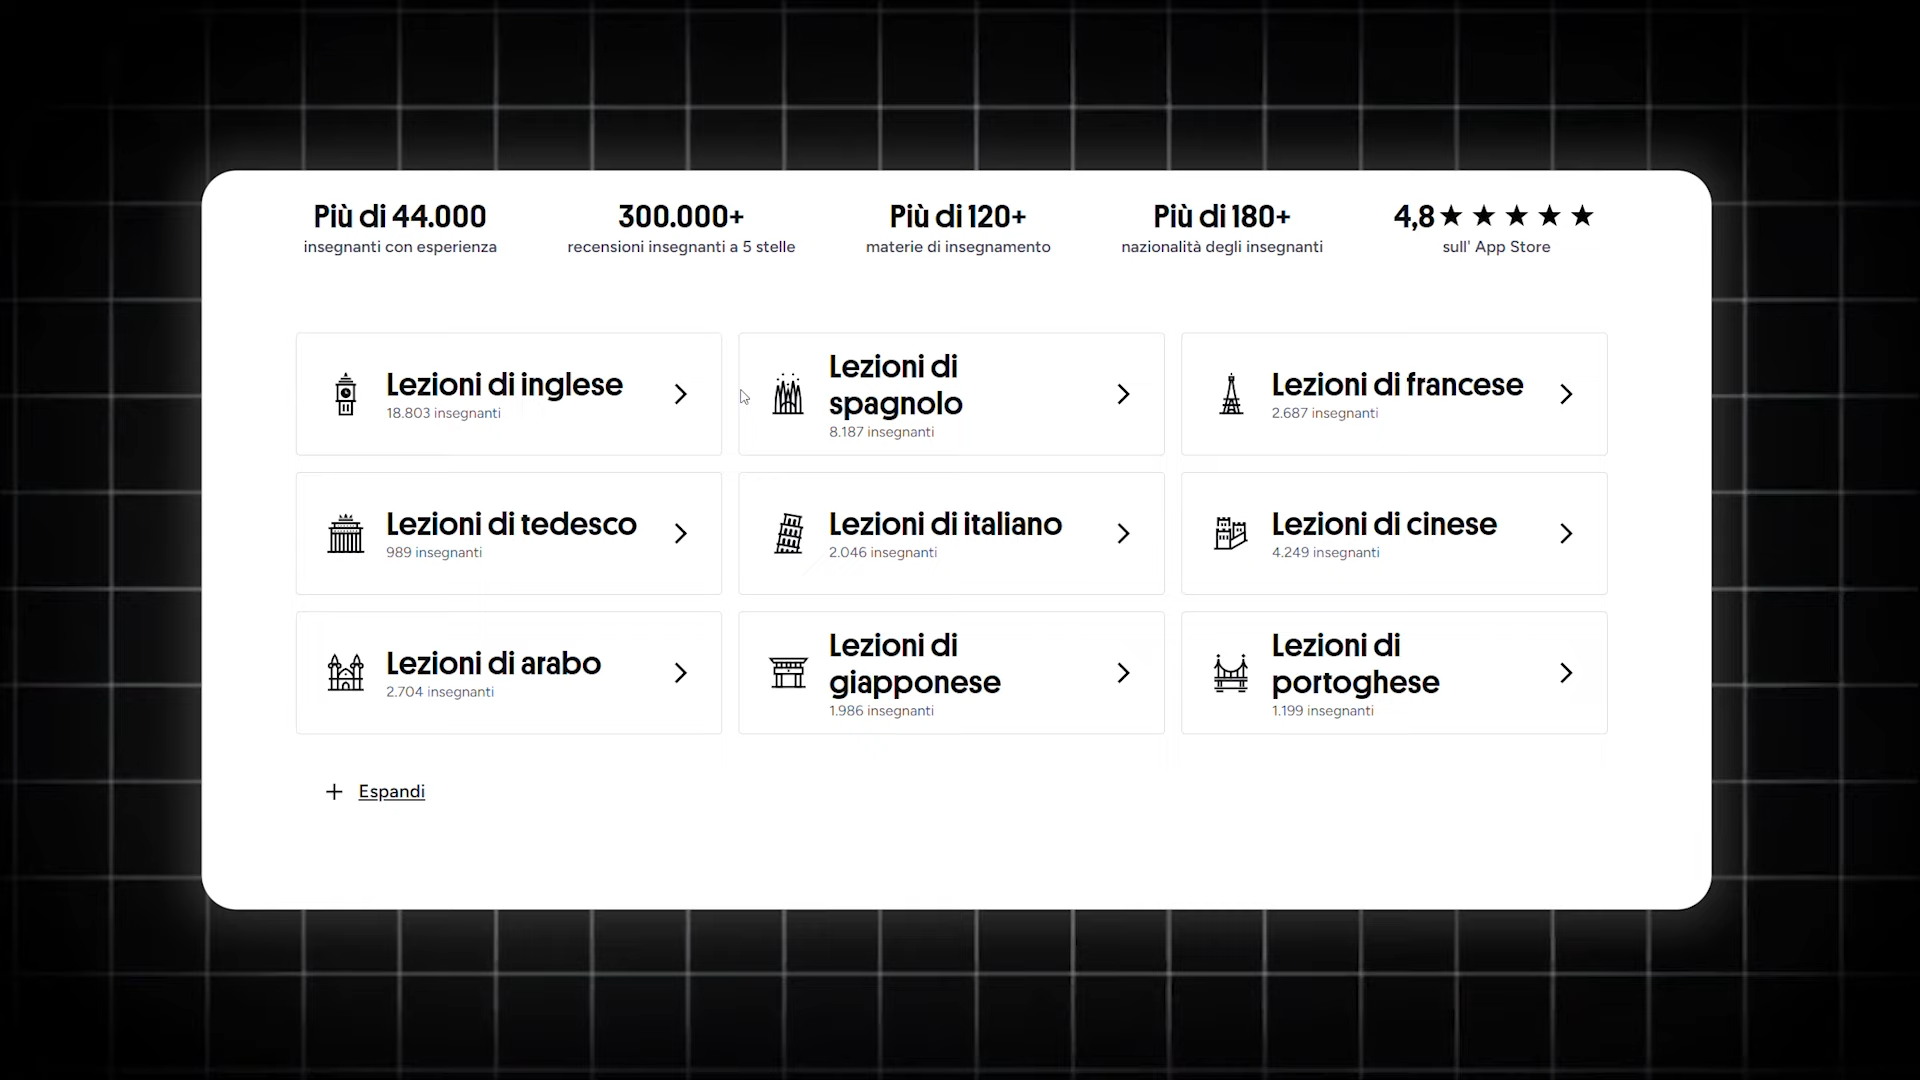 Più di 44.000
insegnanti con esperienza
300.000+
recensioni insegnanti a 5 stelle
Più di 120+
materie di insegnamento
Più di 180+
nazionalità degli insegnanti
4,8 ★ ★ ★ ★ ★
sull' App Store
Lezioni di inglese
18.803 insegnanti
Lezioni di
spagnolo
8.187 insegnanti
Lezioni di francese
2.687 insegnanti
Lezioni di tedesco
989 insegnanti
Lezioni di italiano
2.046 insegnanti
Lezioni di cinese
4.249 insegnanti
Lezioni di arabo
2.704 insegnanti
Lezioni di
giapponese
1.986 insegnanti
Lezioni di
portoghese
1.199 insegnanti
+ Espandi